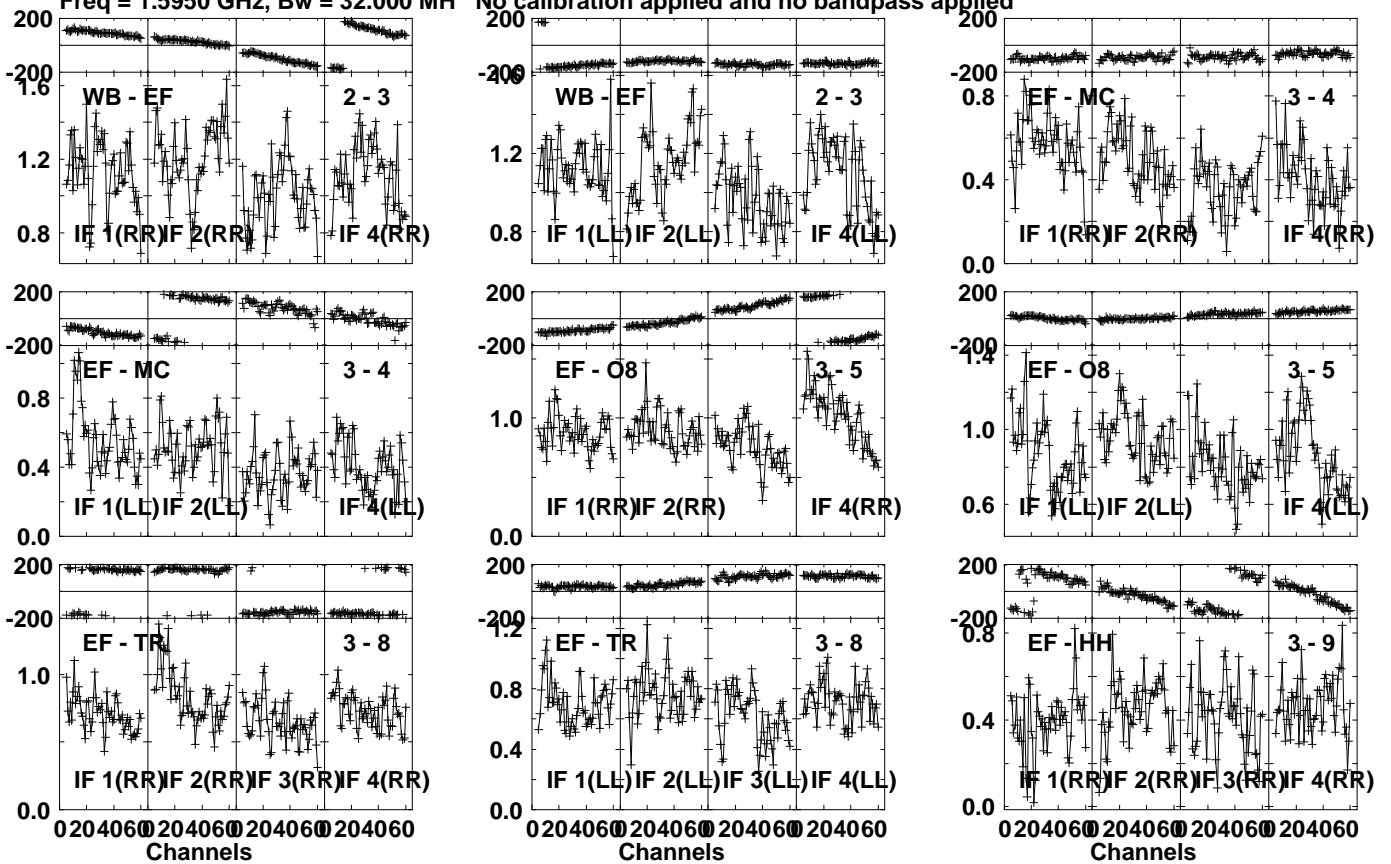 Freq = 1.5950 GHz, Bw = 32.000 MH No calibration applied and no bandpass applied
200
-200
1.6
1.2
0.8
WB - EF
2 - 3
IF 1(RR)
IF 2(RR)
IF 4(RR)
200
-200
1.6
1.2
0.8
WB - EF
2 - 3
IF 1(LL)
IF 2(LL)
IF 4(LL)
200
-200
0.8
0.4
0.0
EF - MC
3 - 4
IF 1(RR)
IF 2(RR)
IF 4(RR)
200
-200
0.8
0.4
0.0
EF - MC
3 - 4
IF 1(LL)
IF 2(LL)
IF 4(LL)
200
-200
1.0
0.0
EF - O8
3 - 5
IF 1(RR)
IF 2(RR)
IF 4(RR)
200
-200
1.4
1.0
0.6
EF - O8
3 - 5
IF 1(LL)
IF 2(LL)
IF 4(LL)
200
-200
1.0
0.0
EF - TR
3 - 8
IF 1(RR)
IF 2(RR)
IF 3(RR)
IF 4(RR)
0 20 40 60 0 20 40 60 0 20 40 60 0 20 40 60
Channels
200
-200
1.2
0.8
0.4
0.0
EF - TR
3 - 8
IF 1(LL)
IF 2(LL)
IF 3(LL)
IF 4(LL)
0 20 40 60 0 20 40 60 0 20 40 60 0 20 40 60
Channels
200
-200
0.8
0.4
0.0
EF - HH
3 - 9
IF 1(RR)
IF 2(RR)
IF 3(RR)
IF 4(RR)
0 20 40 60 0 20 40 60 0 20 40 60 0 20 40 60
Channels